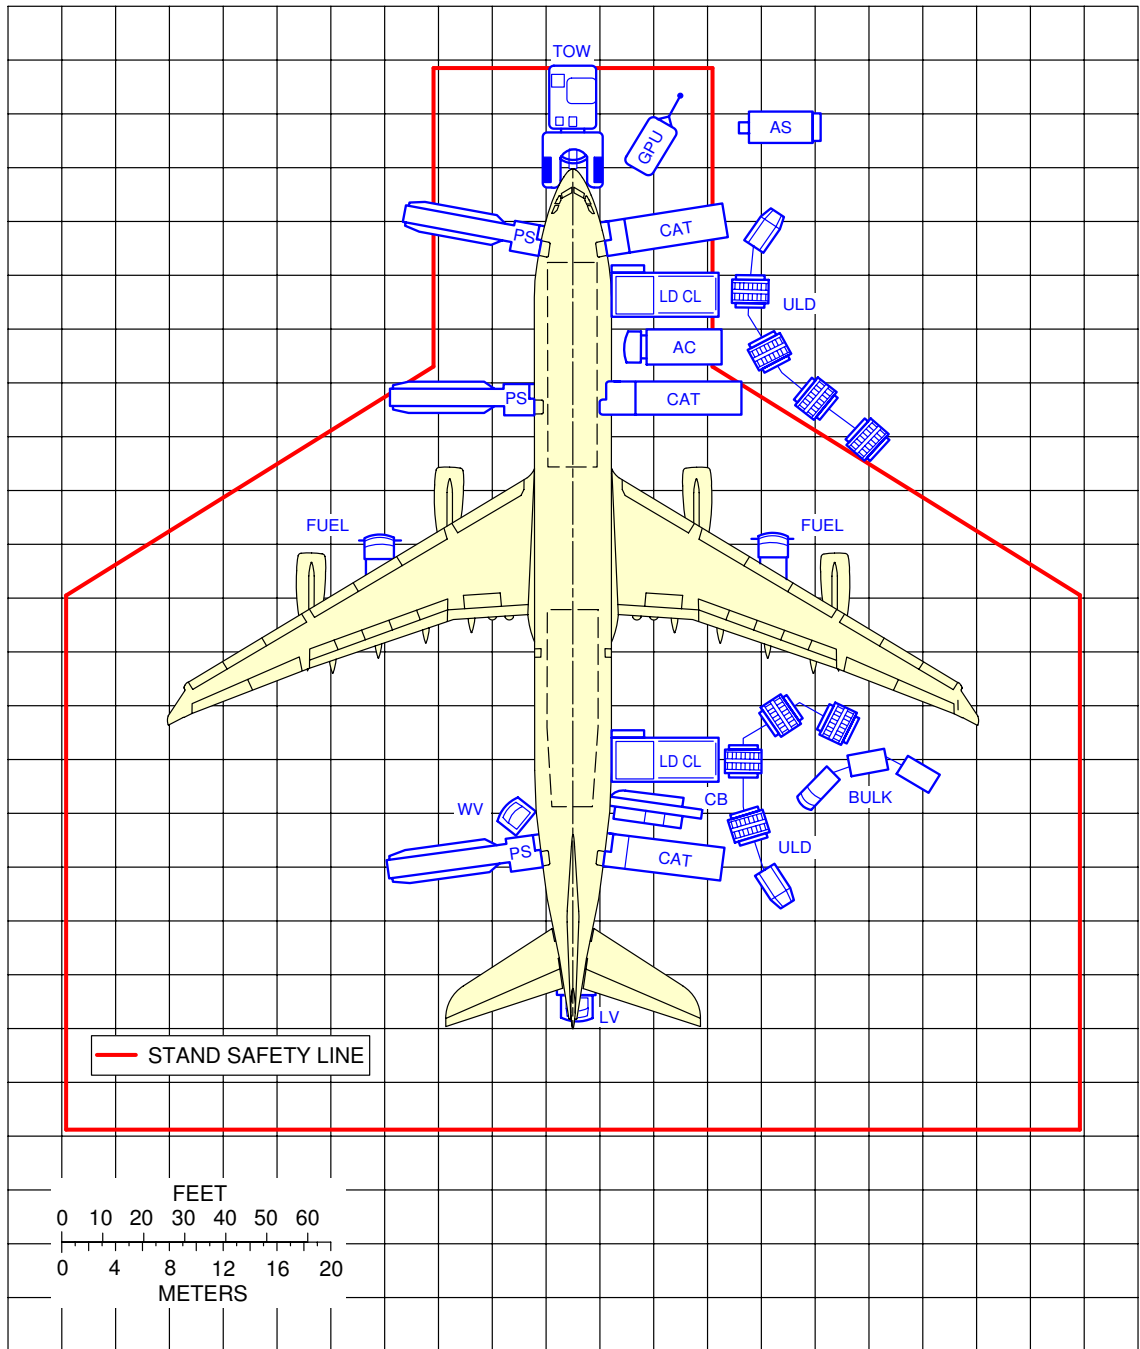 TOW
GPU
AS
PS
CAT
LD CL
ULD
AC
PS
CAT
FUEL
FUEL
LD CL
CB
BULK
WV
PS
CAT
ULD
LV
STAND SAFETY LINE
FEET
0 10 20 30 40 50 60
0 4 8 12 16 20
METERS